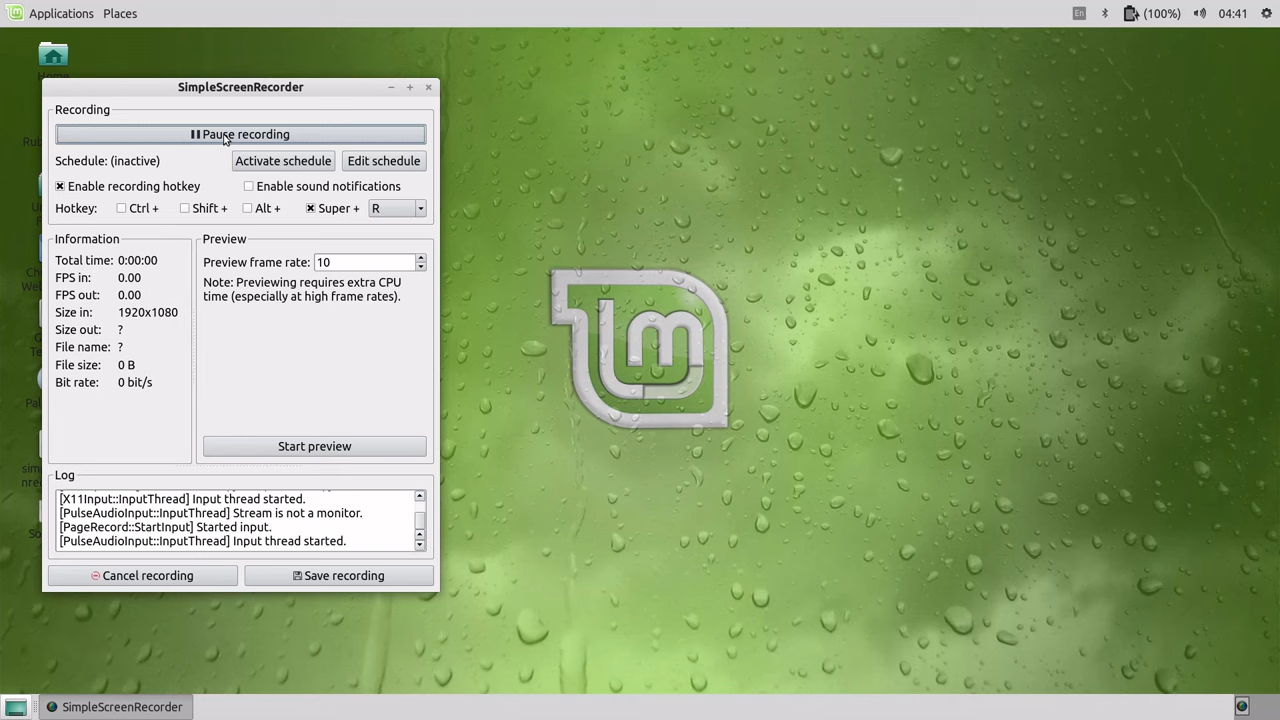 Applications Places
En (100%) 04:41
SimpleScreenRecorder
Recording
Pause recording
Schedule: (inactive) Activate schedule Edit schedule
Enable recording hotkey Enable sound notifications
Hotkey: Ctrl + Shift + Alt + Super + R
Information
Total time: 0:00:00
FPS in: 0.00
FPS out: 0.00
Size in: 1920x1080
Size out: ?
File name: ?
File size: 0 B
Bit rate: 0 bit/s
Preview
Preview frame rate: 10
Note: Previewing requires extra CPU
time (especially at high frame rates).
Start preview
Log
[X11Input::InputThread] Input thread started.
[PulseAudioInput::InputThread] Stream is not a monitor.
[PageRecord::StartInput] Started input.
[PulseAudioInput::InputThread] Input thread started.
Cancel recording Save recording
SimpleScreenRecorder